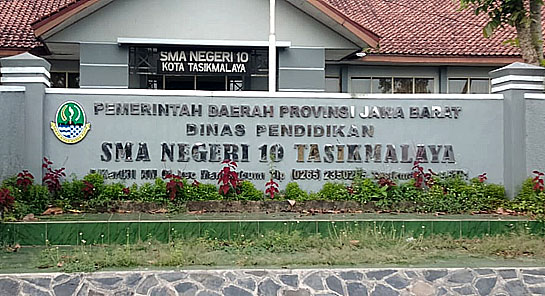 SMA NEGERI 10
KOTA TASIKMALAYA
PEMERINTAH DAERAH PROVINSI JAWA BARAT
DINAS PENDIDIKAN
SMA NEGERI 10 TASIKMALAYA
0265